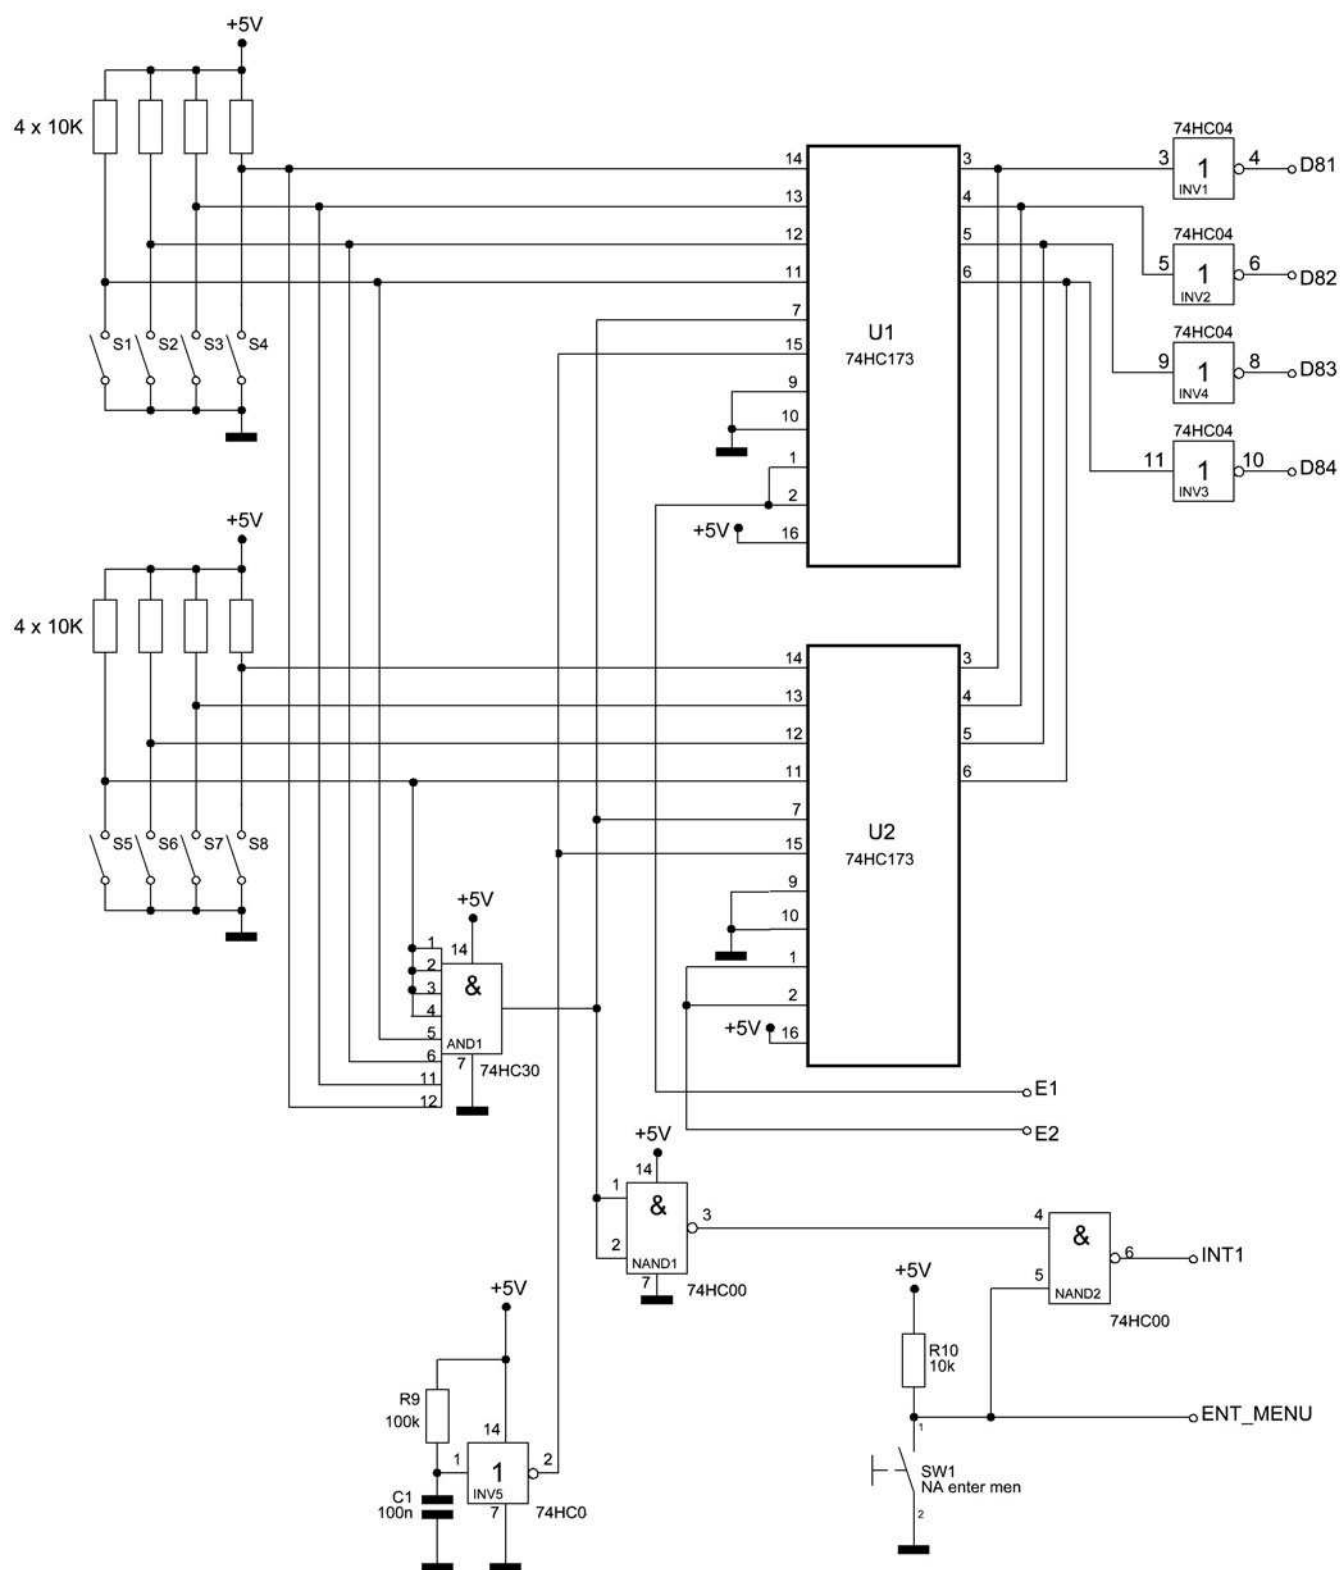 +5V
4 x 10K
S1 S2 S3 S4
14
13
12
11
7
15
9
10
1
2
+5V 16
U1
74HC173
3
4
5
6
74HC04
3 1 4 D81
INV1
74HC04
5 1 6 D82
INV2
74HC04
9 1 8 D83
INV4
74HC04
11 1 10 D84
INV3
+5V
4 x 10K
S5 S6 S7 S8
14
13
12
11
7
15
9
10
1
2
+5V 16
U2
74HC173
3
4
5
6
+5V
14
1
2
3
4
5
6
11
12
&
AND1
7
74HC30
E1
E2
+5V
14
1
2
&
3
NAND1
7
74HC00
4
5
&
6
INT1
NAND2
74HC00
+5V
R10
10k
ENT_MENU
1
SW1
NA enter men
2
+5V
R9
100k
14
1 1 2
INV5
7
74HC0
C1
100n